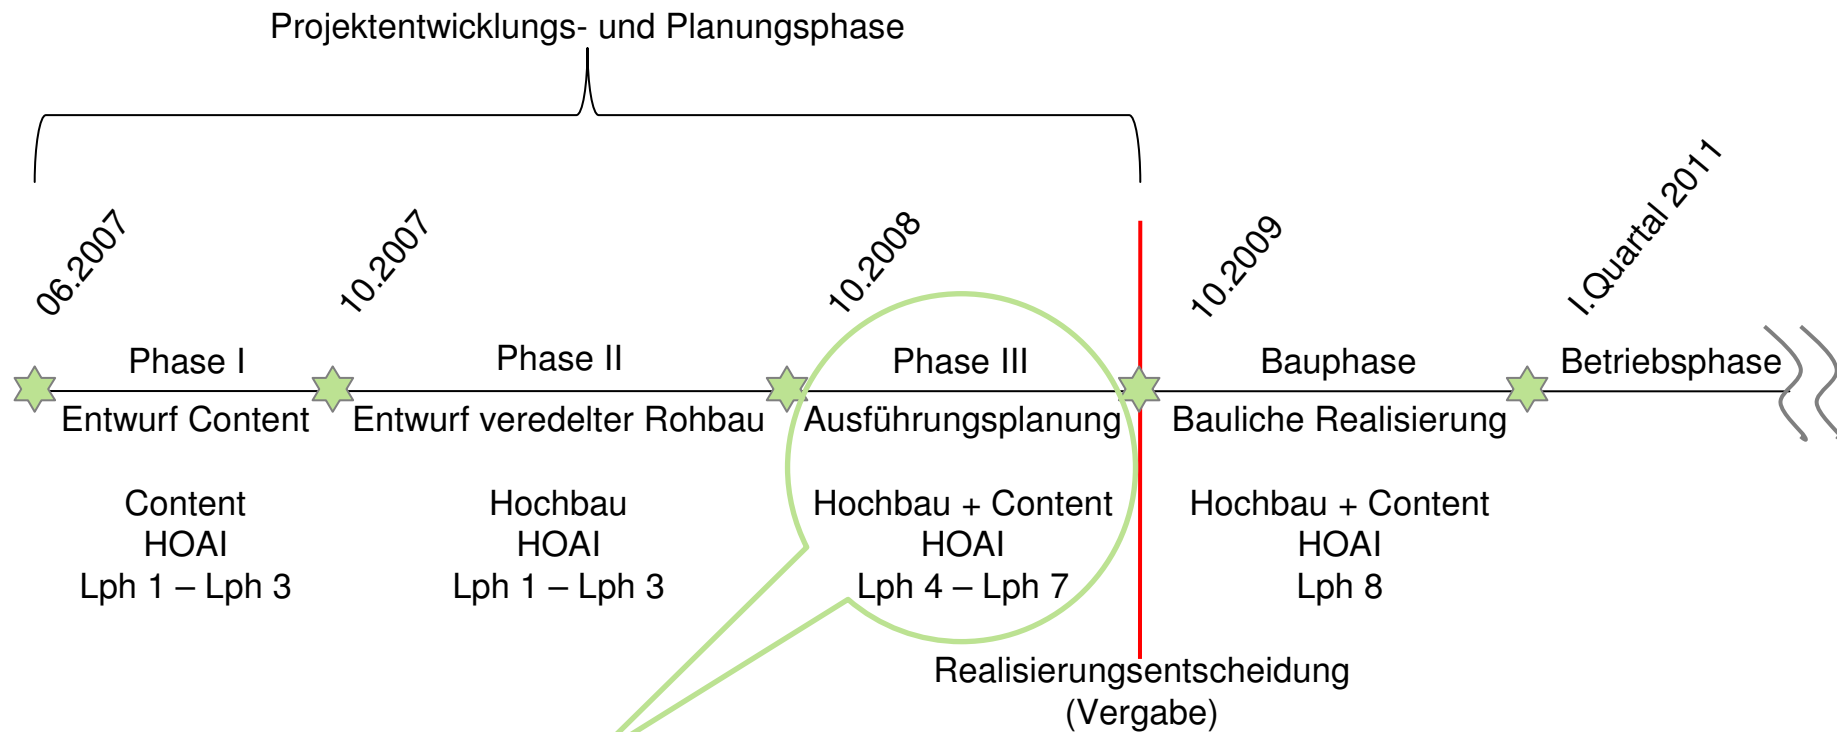 Projektentwicklungs- und Planungsphase
06.2007
10.2007
10.2008
10.2009
I.Quartal 2011
Phase I
Phase II
Phase III
Bauphase
Betriebsphase
Entwurf Content
Entwurf veredelter Rohbau
Ausführungsplanung
Bauliche Realisierung
Content
HOAI
Lph 1 – Lph 3
Hochbau
HOAI
Lph 1 – Lph 3
Hochbau + Content
HOAI
Lph 4 – Lph 7
Hochbau + Content
HOAI
Lph 8
Realisierungsentscheidung
(Vergabe)